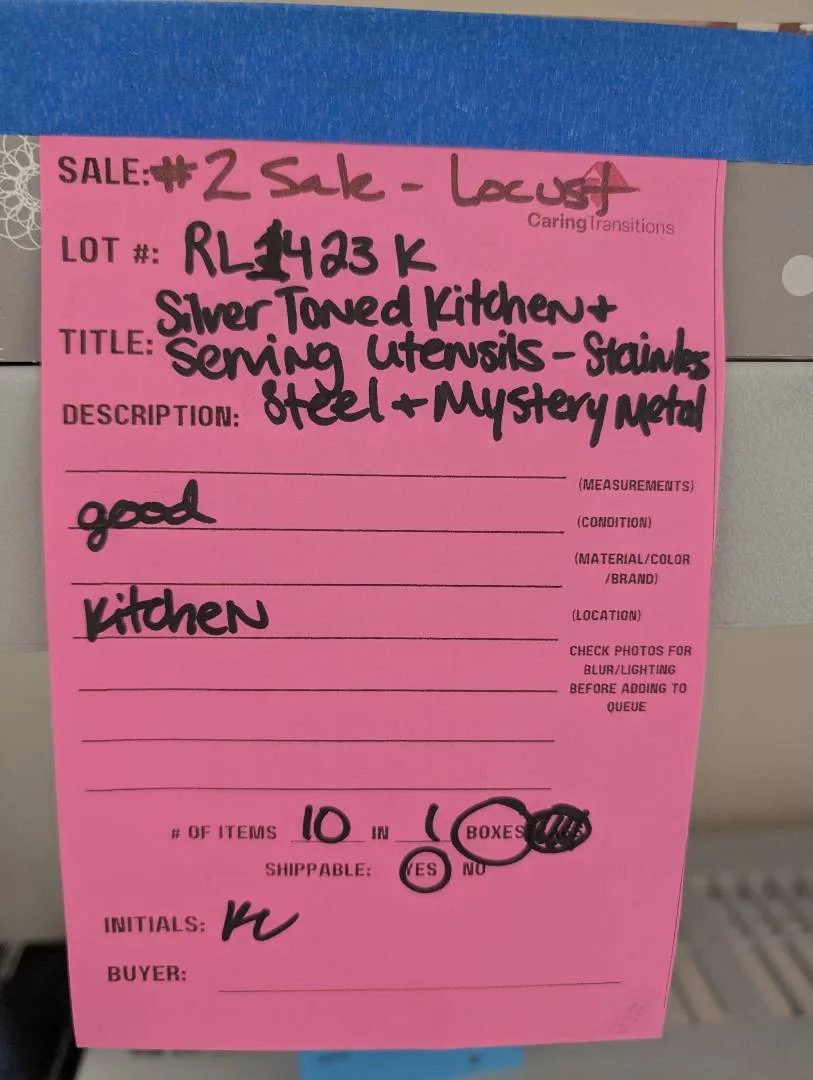 SALE: #2 Sale - Locust
CaringTransitions
LOT #: RL1423 K
Silver Toned Kitchen +
TITLE: Serving utensils - Stainless
DESCRIPTION: Steel + Mystery Metal
(MEASUREMENTS)
good (CONDITION)
(MATERIAL/COLOR
/BRAND)
Kitchen (LOCATION)
CHECK PHOTOS FOR
BLUR/LIGHTING
BEFORE ADDING TO
QUEUE
# OF ITEMS 10 IN 1 BOXES
SHIPPABLE: YES NO
INITIALS: KC
BUYER: